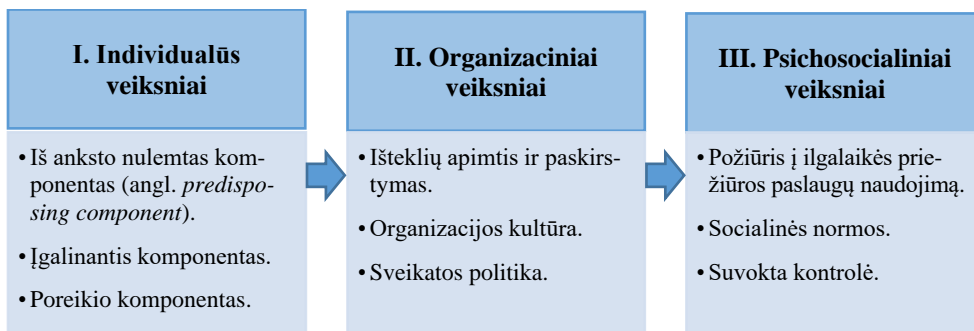 I. Individualūs
veiksniai
• Iš anksto nulemtas kom-
ponentas (angl. predispo-
sing component).
• Įgalinantis komponentas.
• Poreikio komponentas.
II. Organizaciniai
veiksniai
• Išteklių apimtis ir paskirs-
tymas.
• Organizacijos kultūra.
• Sveikatos politika.
III. Psichosocialiniai
veiksniai
• Požiūris į ilgalaikės prie-
žiūros paslaugų naudojimą.
• Socialinės normos.
• Suvokta kontrolė.